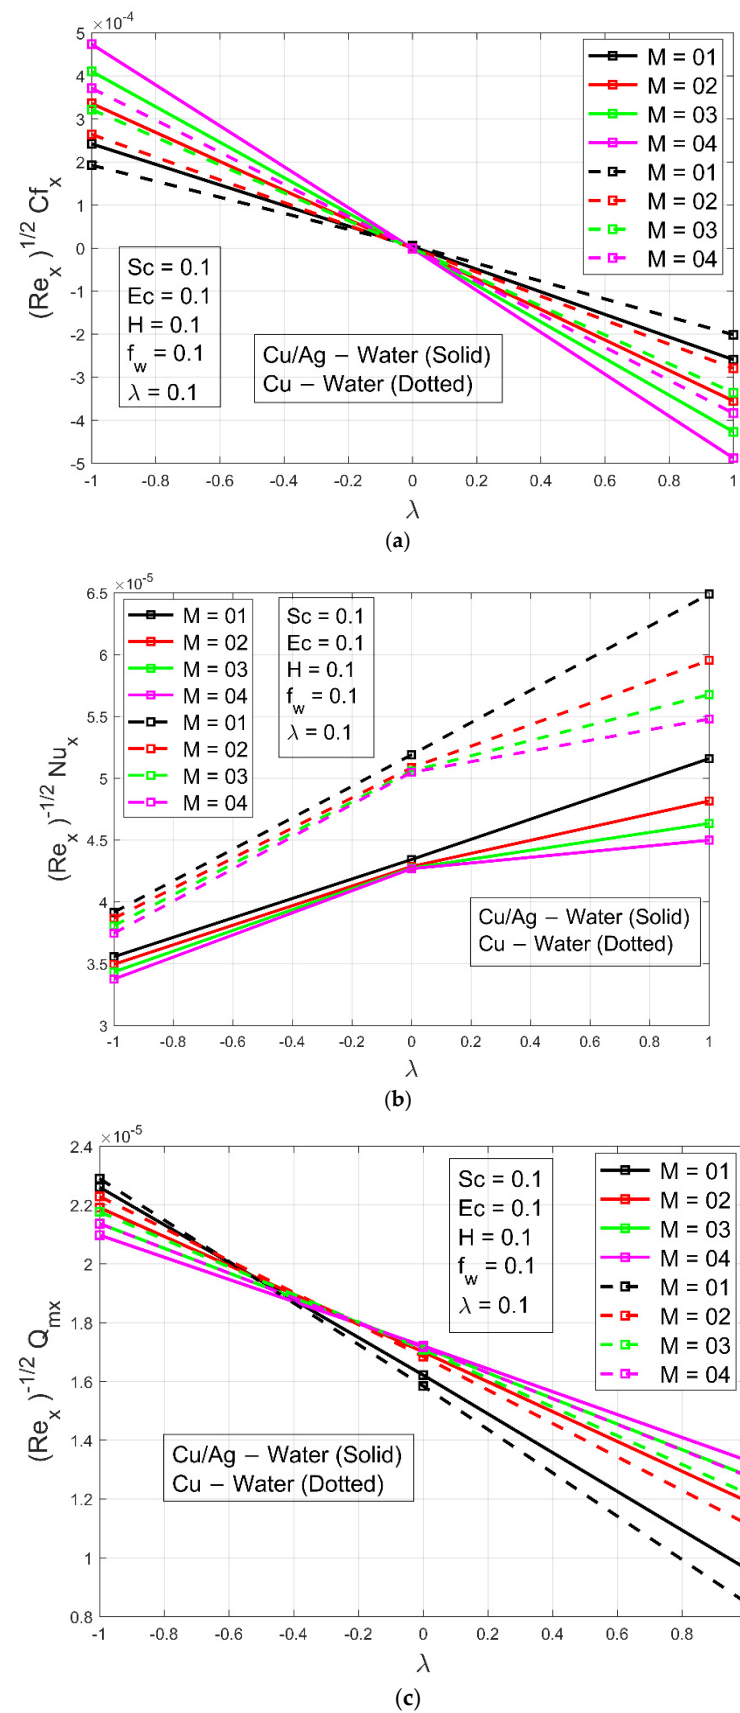 ×10⁻⁴
5
4
3
2
1
0
-1
-2
-3
-4
-5
(Reₓ)^1/2 Cfₓ
M = 01
M = 02
M = 03
M = 04
M = 01
M = 02
M = 03
M = 04
Sc = 0.1
Ec = 0.1
H = 0.1
f_w = 0.1
λ = 0.1
Cu/Ag − Water (Solid)
Cu − Water (Dotted)
-1 -0.8 -0.6 -0.4 -0.2 0 0.2 0.4 0.6 0.8 1
λ
(a)
×10⁻⁵
6.5
6
5.5
5
4.5
4
3.5
3
(Reₓ)^-1/2 Nuₓ
M = 01
M = 02
M = 03
M = 04
M = 01
M = 02
M = 03
M = 04
Sc = 0.1
Ec = 0.1
H = 0.1
f_w = 0.1
λ = 0.1
Cu/Ag − Water (Solid)
Cu − Water (Dotted)
-1 -0.8 -0.6 -0.4 -0.2 0 0.2 0.4 0.6 0.8 1
λ
(b)
×10⁻⁵
2.4
2.2
2
1.8
1.6
1.4
1.2
1
0.8
(Reₓ)^-1/2 Q_mx
Sc = 0.1
Ec = 0.1
H = 0.1
f_w = 0.1
λ = 0.1
M = 01
M = 02
M = 03
M = 04
M = 01
M = 02
M = 03
M = 04
Cu/Ag − Water (Solid)
Cu − Water (Dotted)
-1 -0.8 -0.6 -0.4 -0.2 0 0.2 0.4 0.6 0.8
λ
(c)